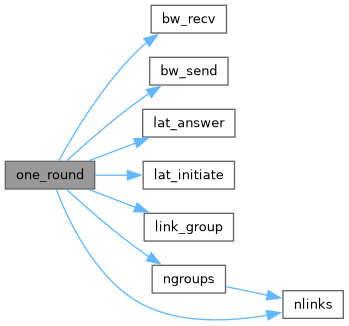 bw_recv
bw_send
lat_answer
one_round
lat_initiate
link_group
ngroups
nlinks